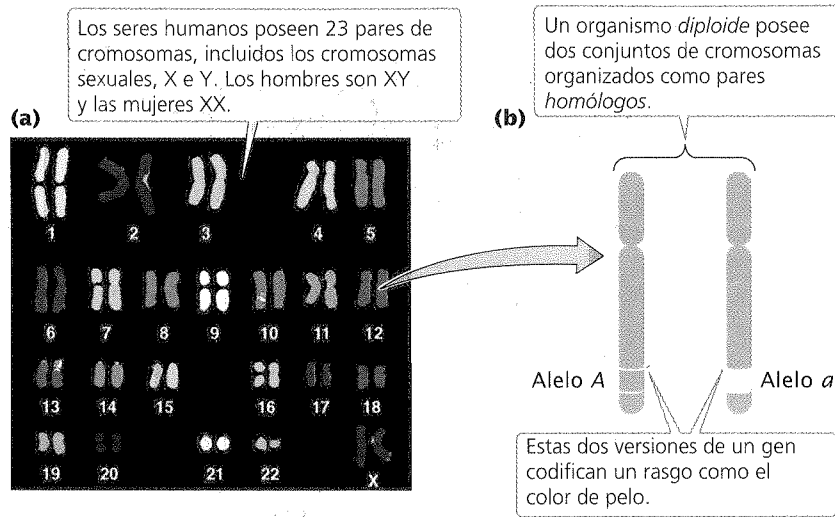 Los seres humanos poseen 23 pares de
cromosomas, incluidos los cromosomas
sexuales, X e Y. Los hombres son XY
y las mujeres XX.
(a)
1 2 3 4 5
6 7 8 9 10 11 12
13 14 15 16 17 18
19 20 21 22 X
Un organismo diploide posee
dos conjuntos de cromosomas
organizados como pares
homólogos.
(b)
Alelo A
Alelo a
Estas dos versiones de un gen
codifican un rasgo como el
color de pelo.